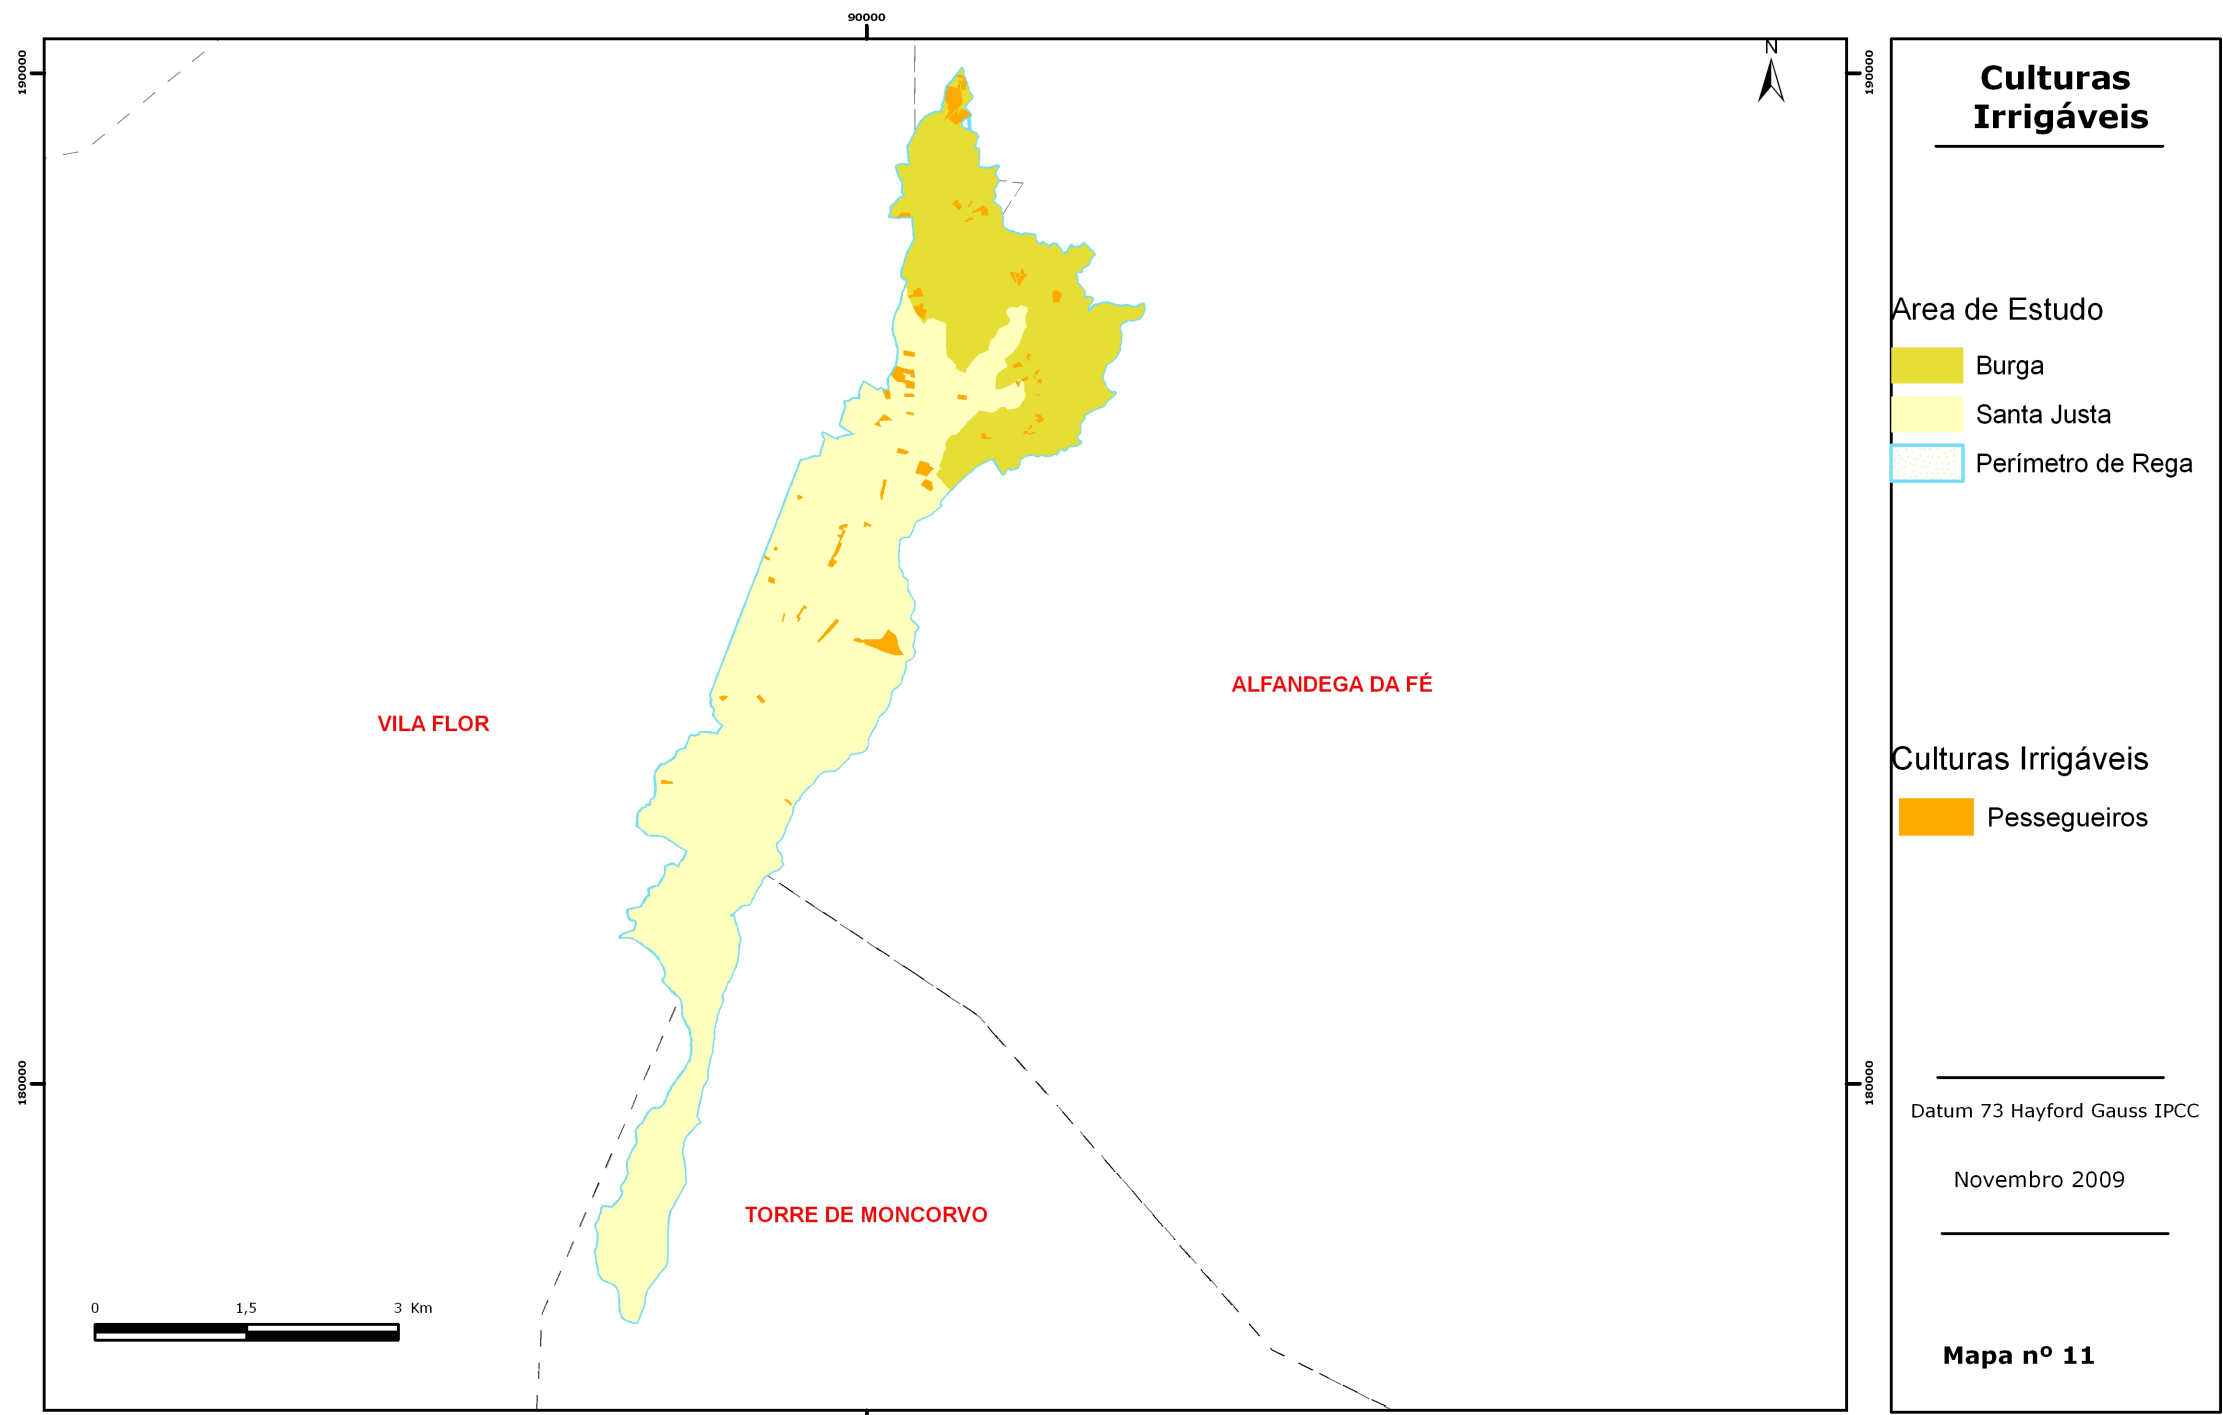 90000
190000
190000
N
Culturas
Irrigáveis
Area de Estudo
Burga
Santa Justa
Perímetro de Rega
ALFANDEGA DA FÉ
VILA FLOR
Culturas Irrigáveis
Pessegueiros
180000
180000
Datum 73 Hayford Gauss IPCC
Novembro 2009
TORRE DE MONCORVO
0 1,5 3 Km
Mapa nº 11